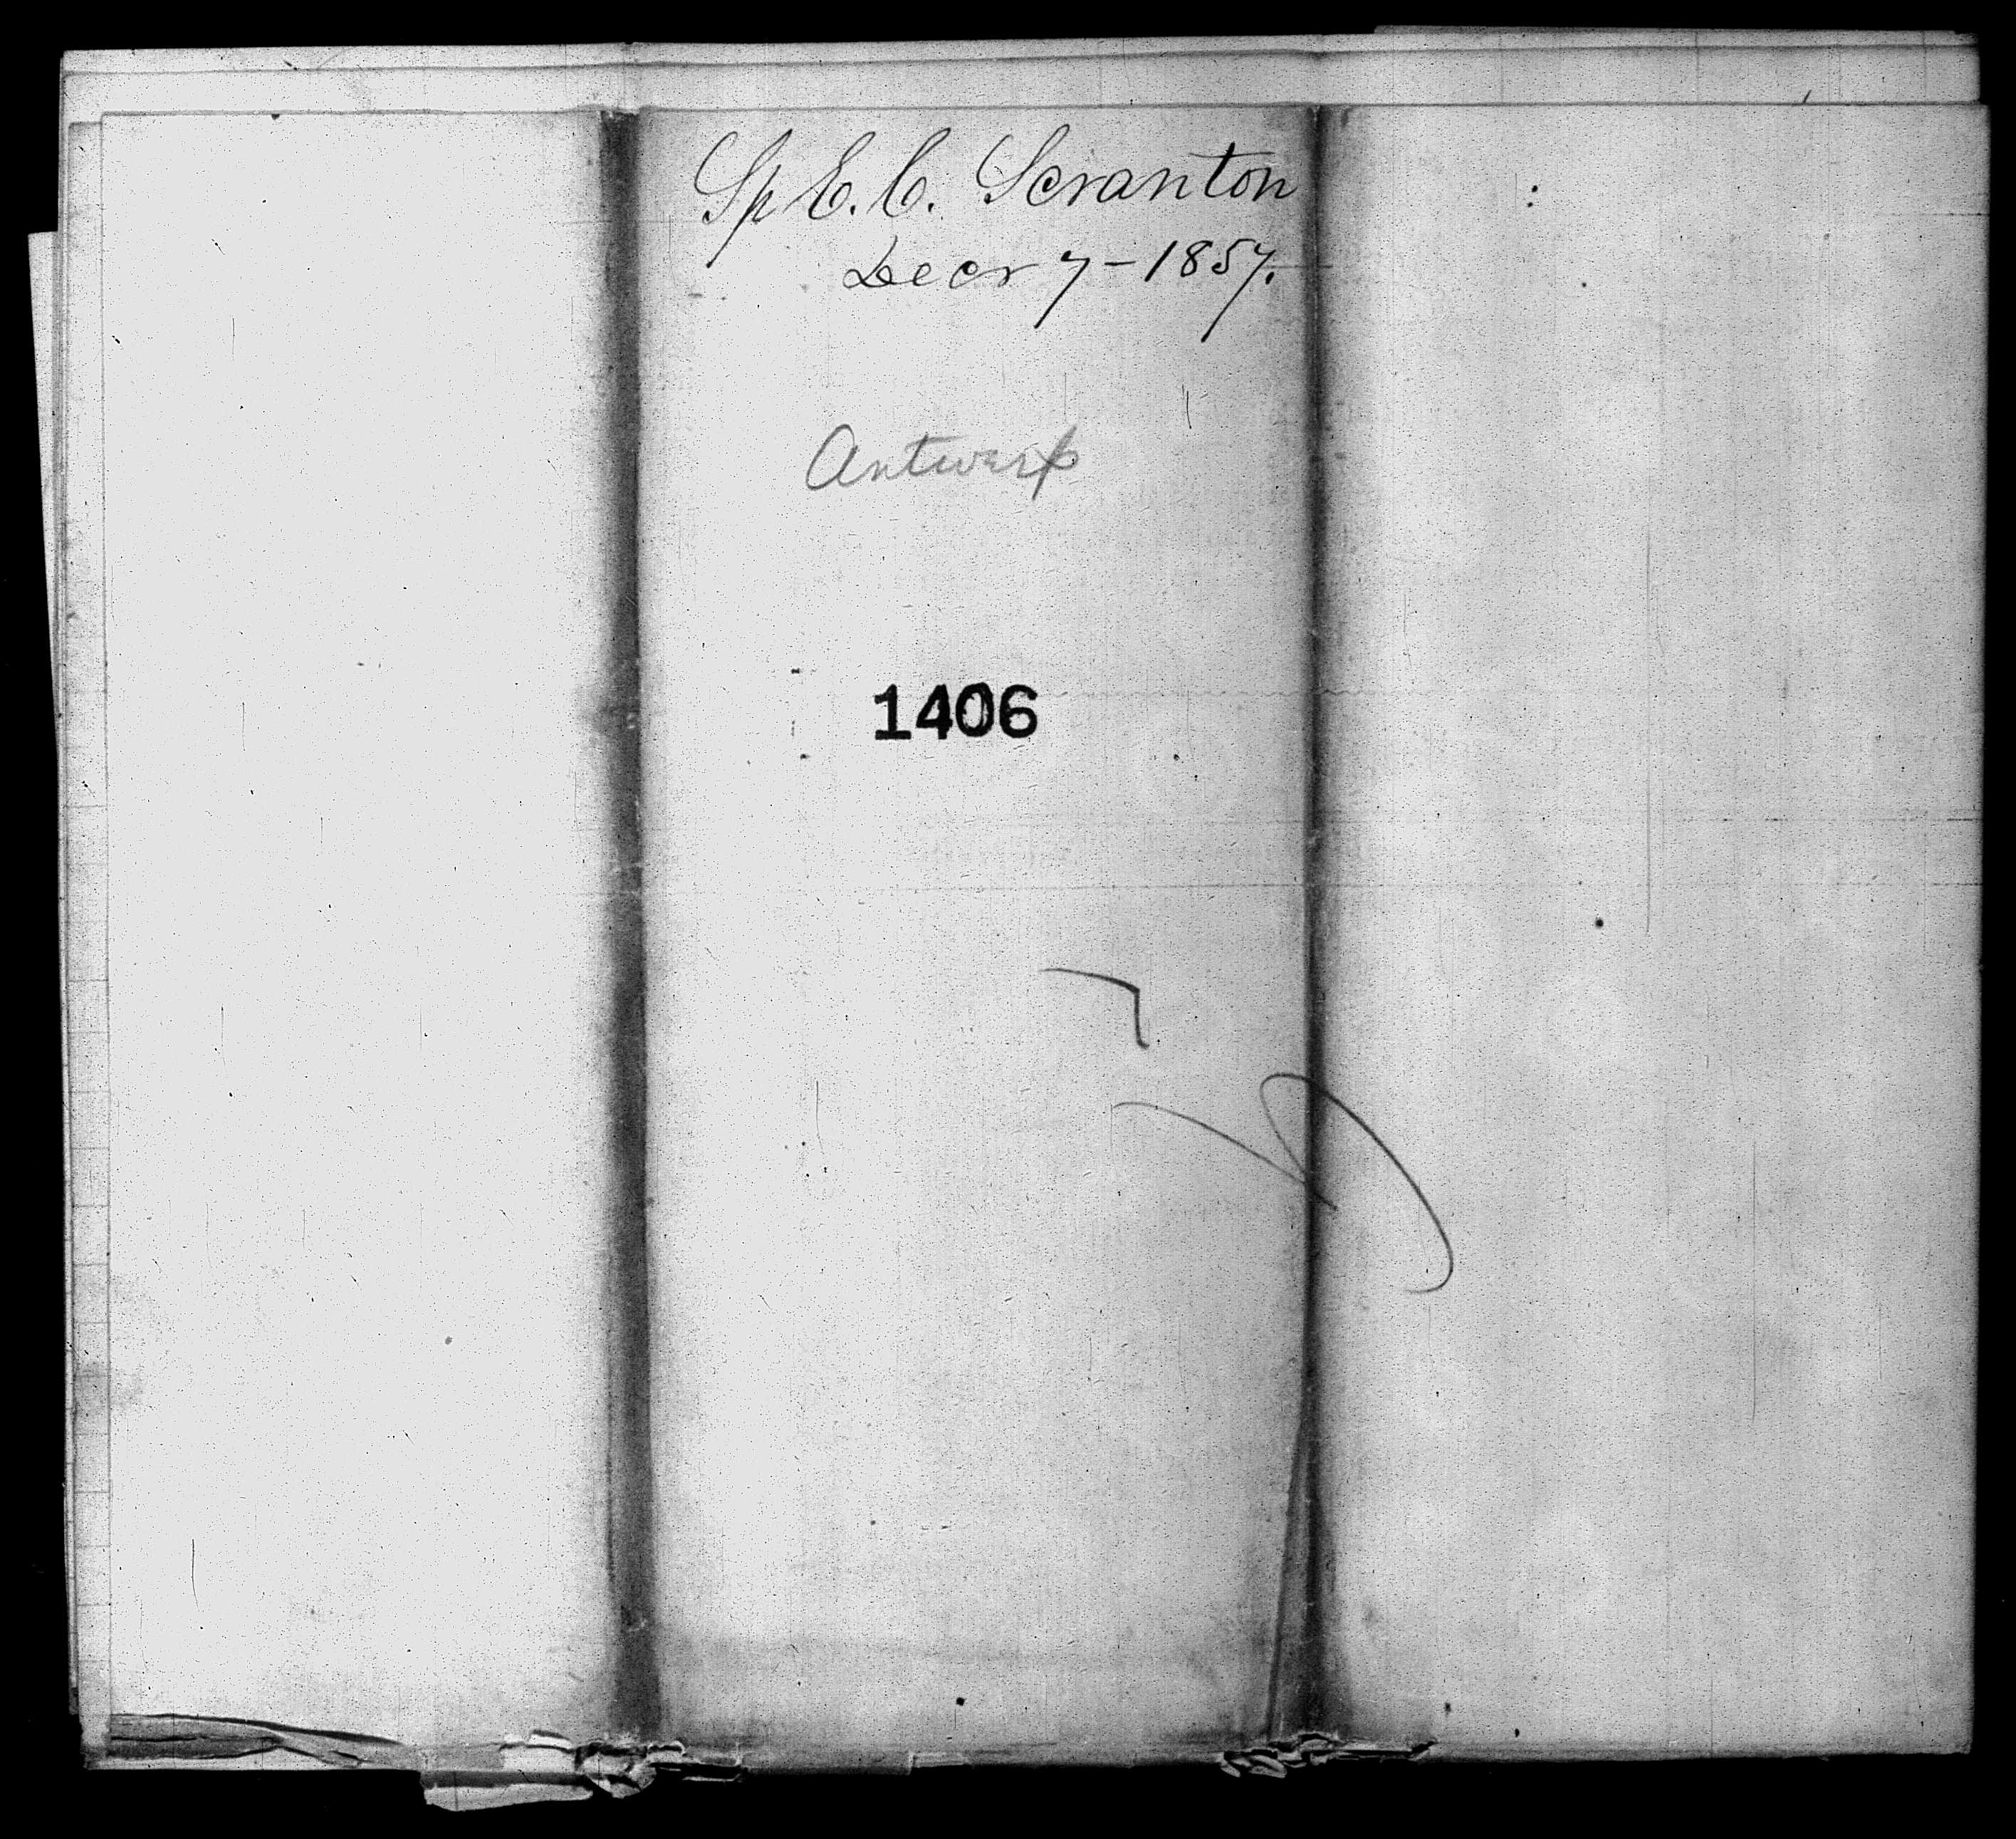 Sp E. C. Scranton
Decr 7 - 1857.
Antwerp
1406